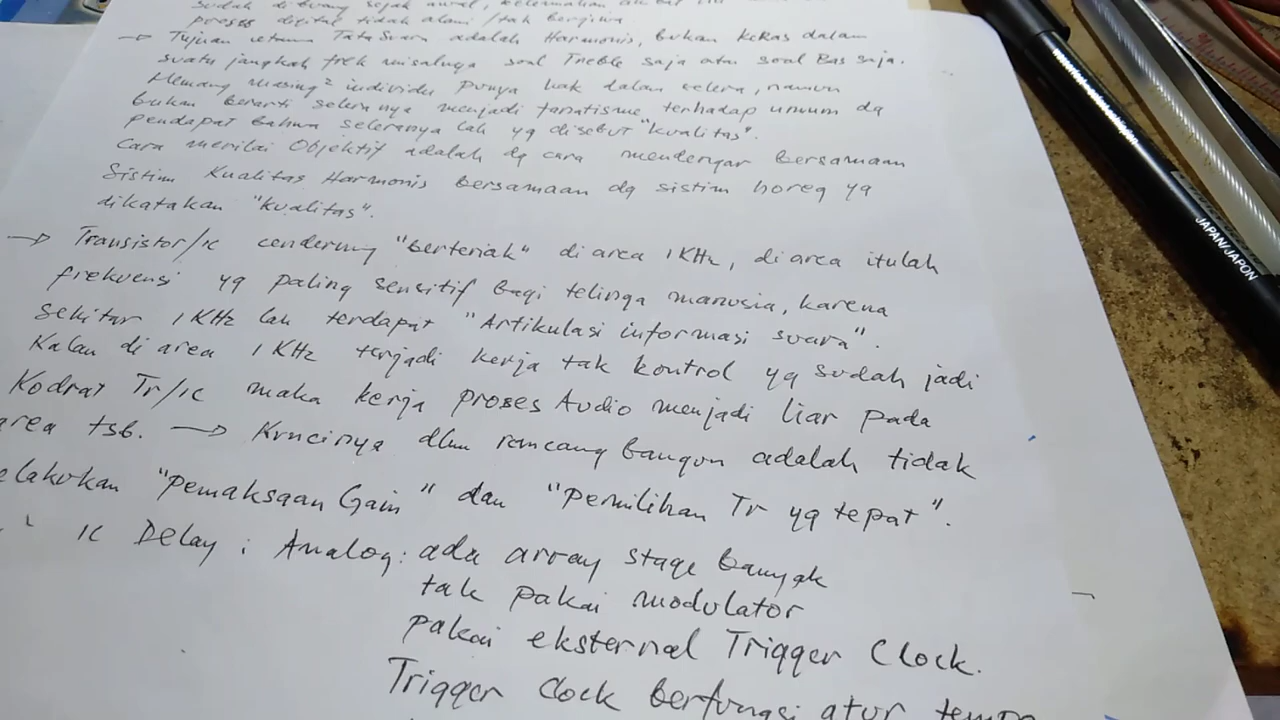 sudah dibuang sejak awal, kelemahan
proses digital tidak alami / tak berjiwa
→ Tujuan utama Tata Suara adalah Harmonis, bukan keras dalam
suatu jangkah frek misalnya soal Treble saja atau soal Bas saja.
Memang masing² individu punya hak dalam selera, namun
bukan berarti seleranya menjadi fanatisme terhadap umum dg
pendapat bahwa seleranya lah yg disebut "kualitas".
Cara menilai Objektif adalah dg cara mendengar bersamaan
Sistim Kualitas Harmonis bersamaan dg sistim horeg yg
dikatakan "kualitas".
→ Transistor/ic cenderung "berteriak" di area 1KHz, di area itulah
frekuensi yg paling sensitif bagi telinga manusia, karena
sekitar 1KHz lah terdapat "Artikulasi informasi suara".
Kalau di area 1KHz terjadi kerja tak kontrol yg sudah jadi
Kodrat Tr/ic maka kerja proses Audio menjadi liar pada
area tsb. → Kuncinya dlm rancang bangun adalah tidak
elakukan "pemaksaan Gain" dan "pemilihan Tr yg tepat".
ic Delay : Analog : ada array stage banyak
tak pakai modulator
pakai eksternal Trigger Clock.
Trigger clock berfungsi atur tempo
JAPAN/JAPON